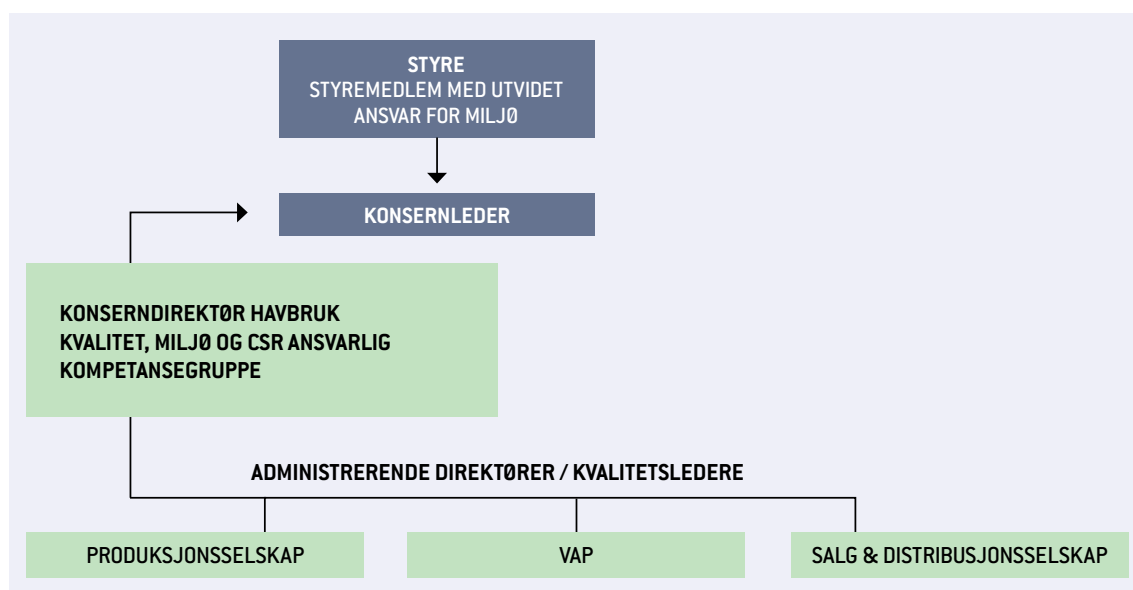 STYRE
STYREMEDLEM MED UTVIDET
ANSVAR FOR MILJØ
KONSERNLEDER
KONSERNDIREKTØR HAVBRUK
KVALITET, MILJØ OG CSR ANSVARLIG
KOMPETANSEGRUPPE
ADMINISTRERENDE DIREKTØRER / KVALITETSLEDERE
PRODUKSJONSSELSKAP
VAP
SALG & DISTRIBUSJONSSELSKAP